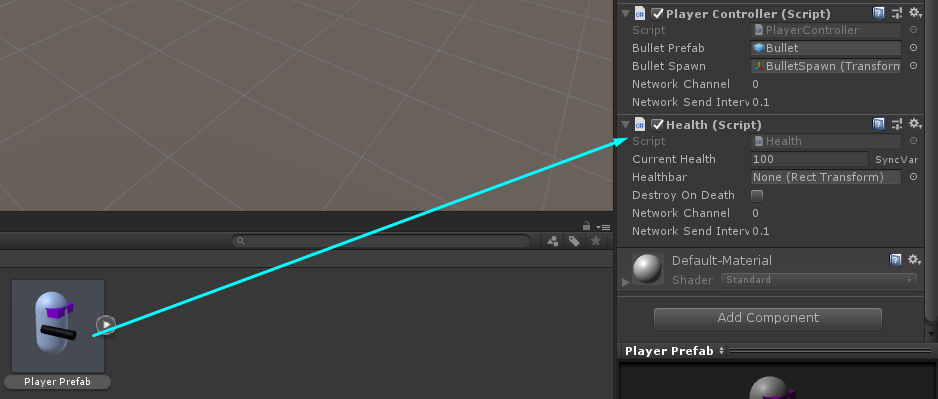 Player Controller (Script)
Script PlayerController
Bullet Prefab Bullet
Bullet Spawn BulletSpawn (Transform
Network Channel 0
Network Send Interv 0.1
Health (Script)
Script Health
Current Health 100 SyncVar
Healthbar None (Rect Transform)
Destroy On Death
Network Channel 0
Network Send Interv 0.1
Default-Material
Shader Standard
Add Component
Player Prefab
Player Prefab